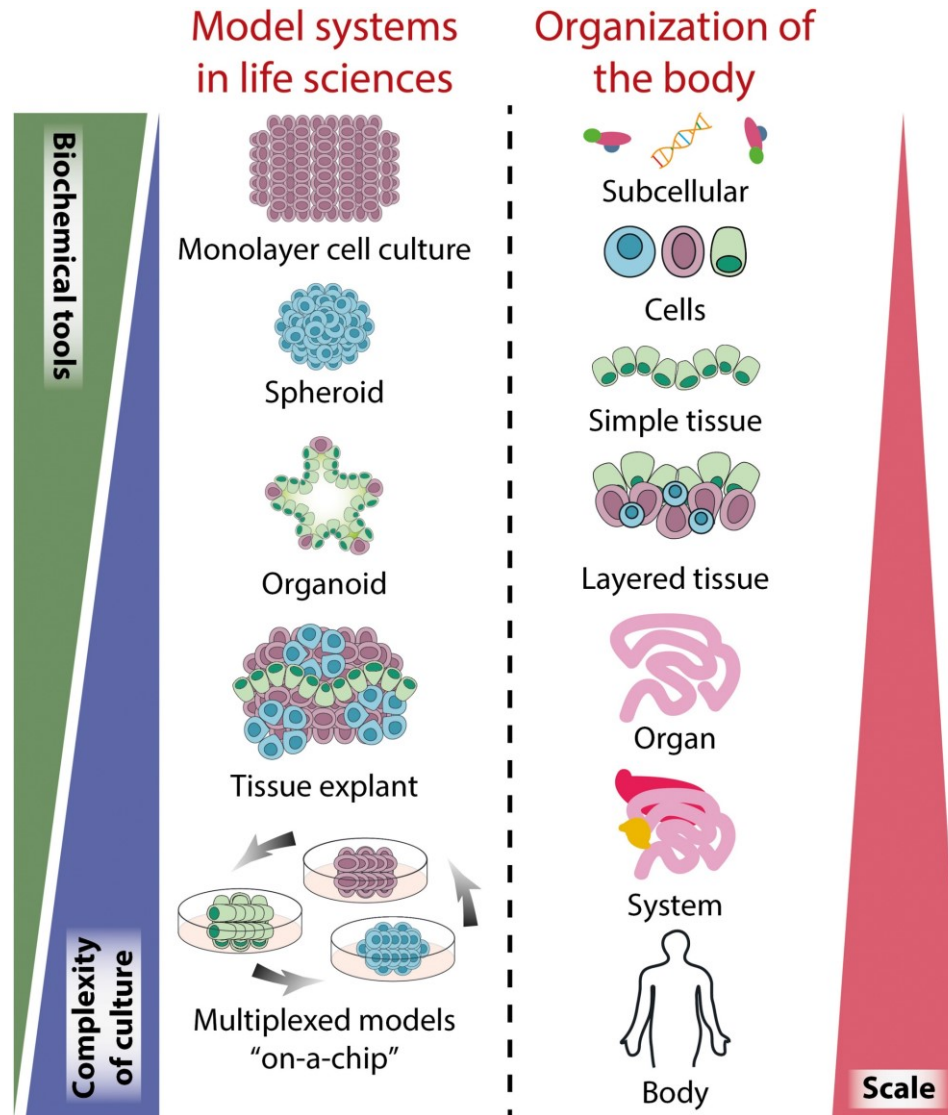 Model systems
in life sciences
Organization of
the body
Biochemical tools
Complexity
of culture
Monolayer cell culture
Spheroid
Organoid
Tissue explant
Multiplexed models
“on-a-chip”
Subcellular
Cells
Simple tissue
Layered tissue
Organ
System
Body
Scale